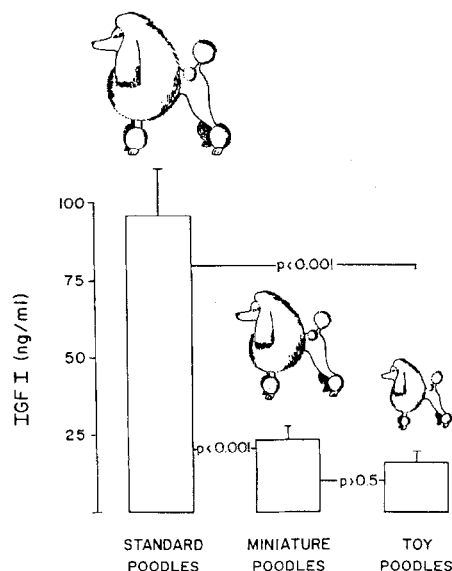 100
75
50
25
IGF I (ng/ml)
p<0.001
p<0.001
p>0.5
STANDARD POODLES
MINIATURE POODLES
TOY POODLES